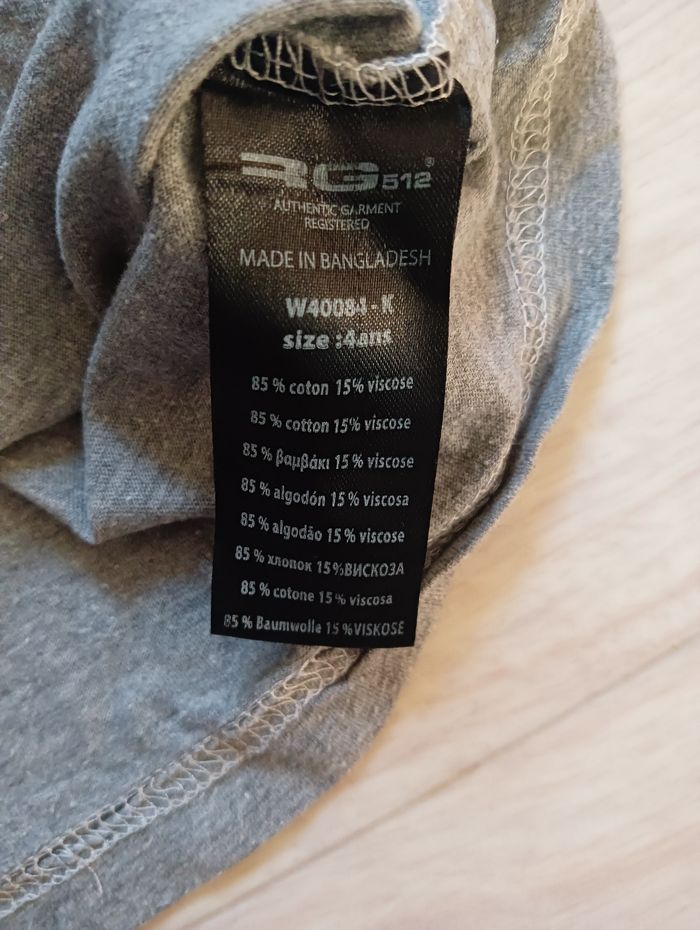 RG512®
AUTHENTIC GARMENT
REGISTERED
MADE IN BANGLADESH
W40084-K
size :4ans
85 % coton 15% viscose
85 % cotton 15% viscose
85 % βαμβάκι 15 % viscose
85 % algodón 15 % viscosa
85 % algodão 15 % viscose
85 % хлопок 15%ВИСКОЗА
85 % cotone 15 % viscosa
85 % Baumwolle 15 %VISKOSE